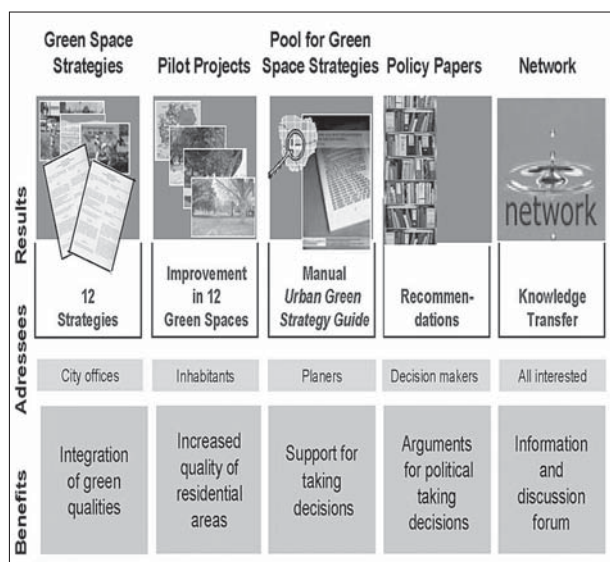 Green Space
Strategies
Pilot Projects
Pool for Green
Space Strategies
Policy Papers
Network
Results
network
12
Strategies
Improvement
in 12
Green Spaces
Manual
Urban Green
Strategy Guide
Recommen-
dations
Knowledge
Transfer
Adressees
City offices
Inhabitants
Planers
Decision makers
All interested
Benefits
Integration
of green
qualities
Increased
quality of
residential
areas
Support for
taking
decisions
Arguments
for political
taking
decisions
Information
and
discussion
forum